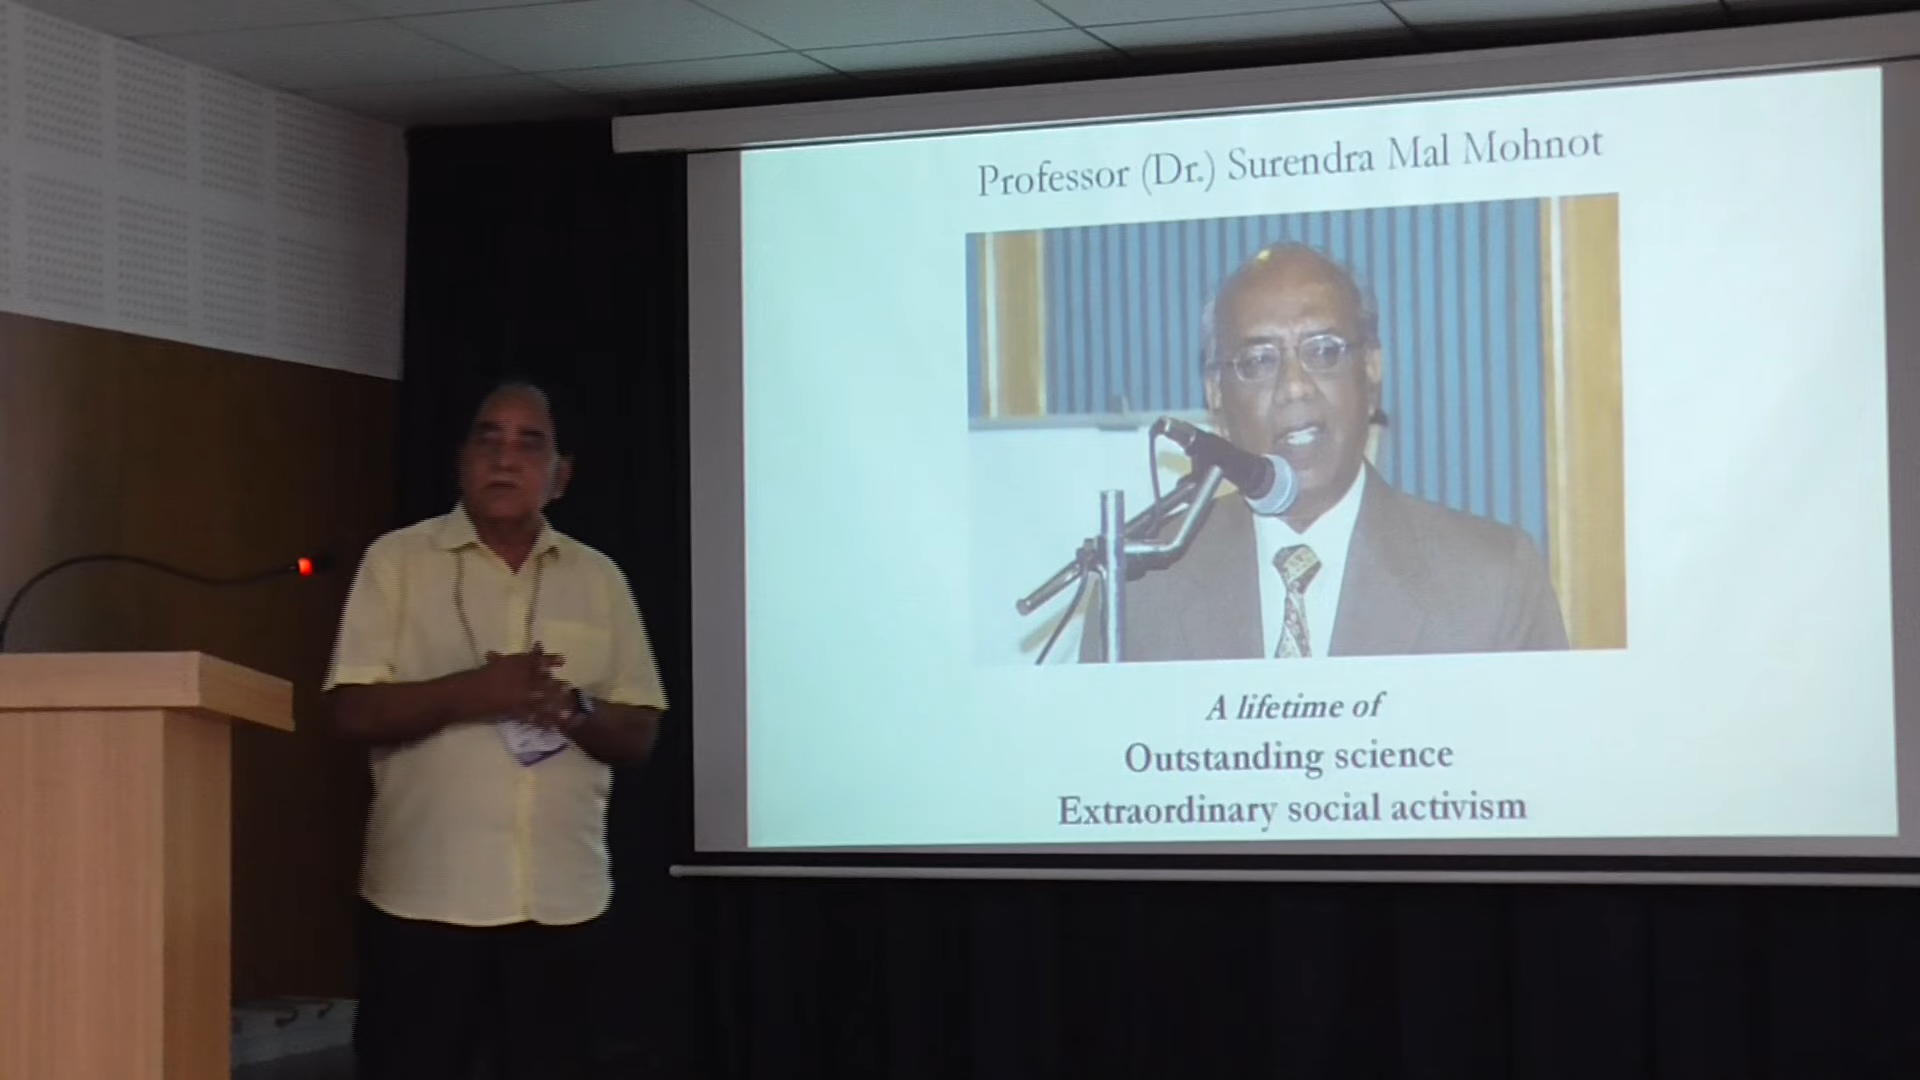 Professor (Dr.) Surendra Mal Mohnot
A lifetime of
Outstanding science
Extraordinary social activism